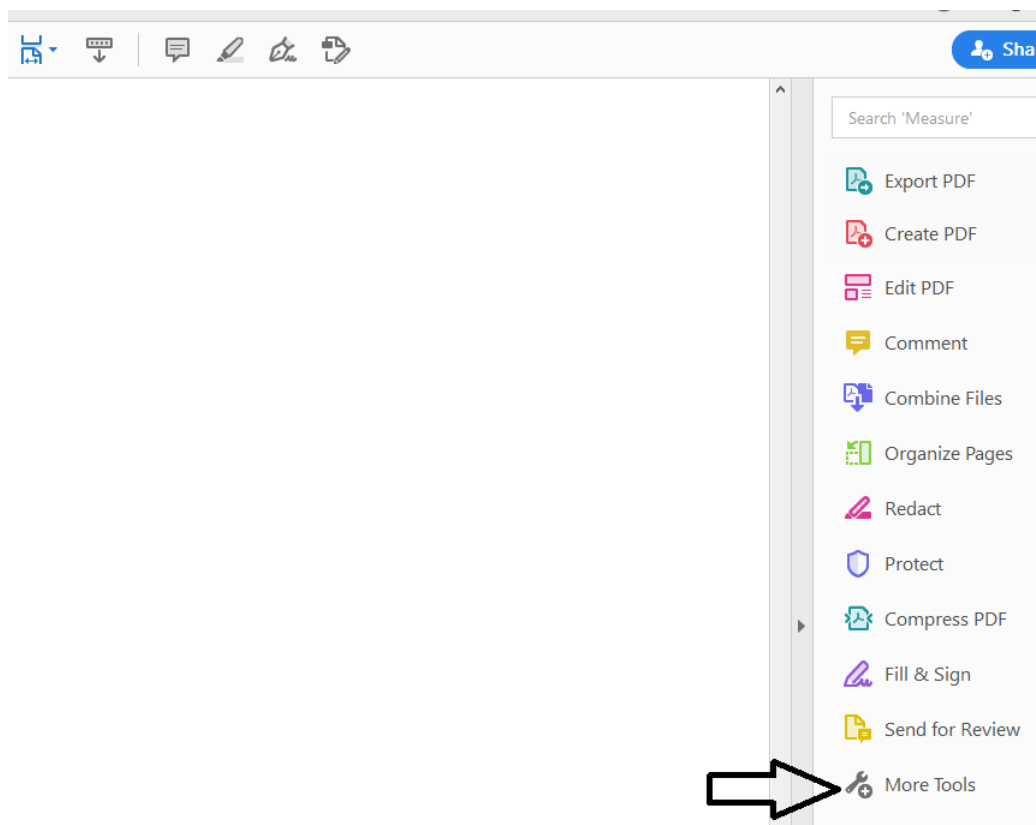 Sha
Search 'Measure'
Export PDF
Create PDF
Edit PDF
Comment
Combine Files
Organize Pages
Redact
Protect
Compress PDF
Fill & Sign
Send for Review
More Tools